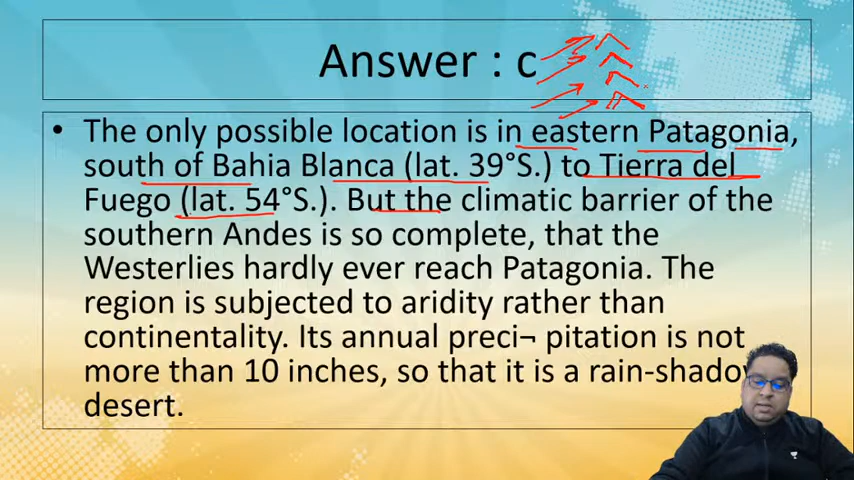 Answer : c
• The only possible location is in eastern Patagonia,
south of Bahia Blanca (lat. 39°S.) to Tierra del
Fuego (lat. 54°S.). But the climatic barrier of the
southern Andes is so complete, that the
Westerlies hardly ever reach Patagonia. The
region is subjected to aridity rather than
continentality. Its annual preci¬ pitation is not
more than 10 inches, so that it is a rain-shadow
desert.